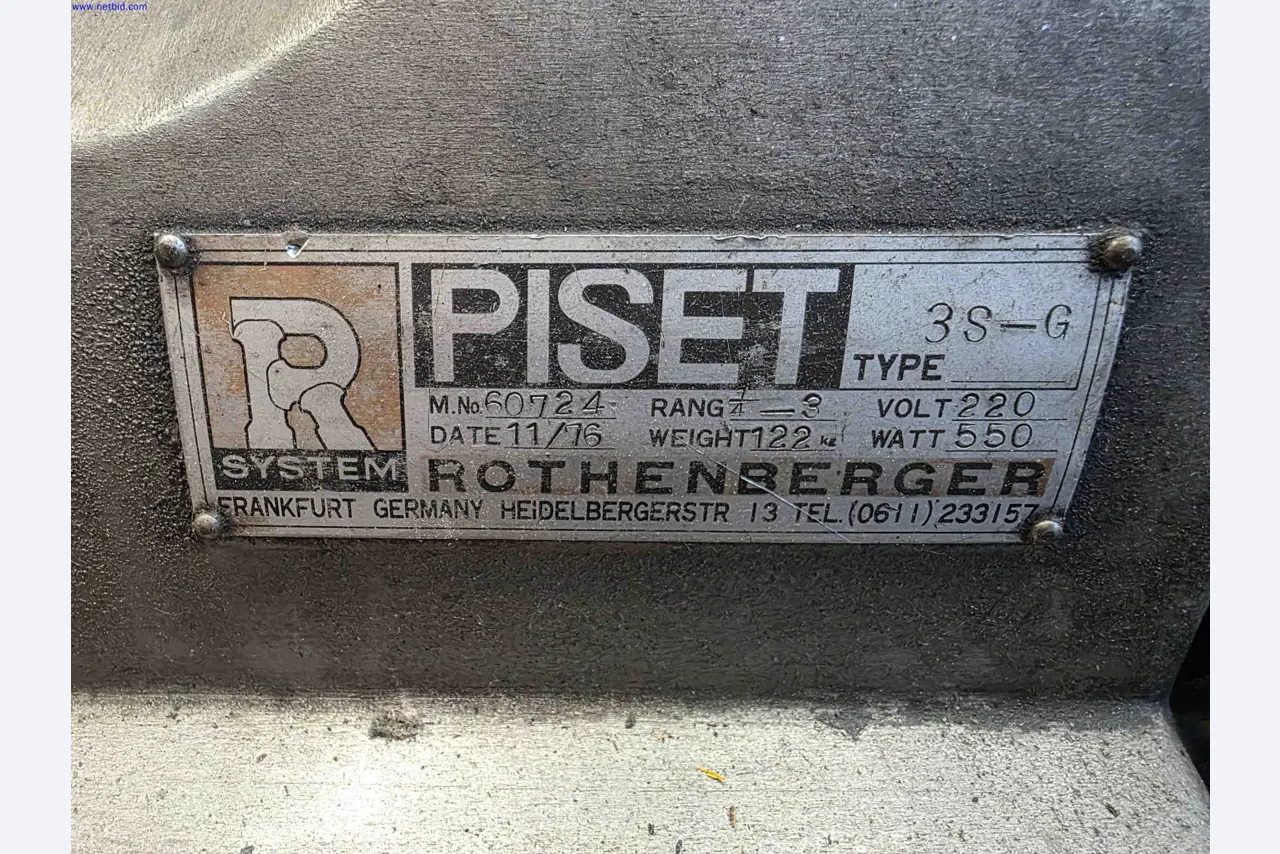 www.netbid.com
R SYSTEM
PISET
TYPE 3S-G
M.No. 60724 RANG 1/4-3 VOLT 220
DATE 11/76 WEIGHT 122 KG WATT 550
ROTHENBERGER
FRANKFURT GERMANY HEIDELBERGERSTR 13 TEL.(0611)233157